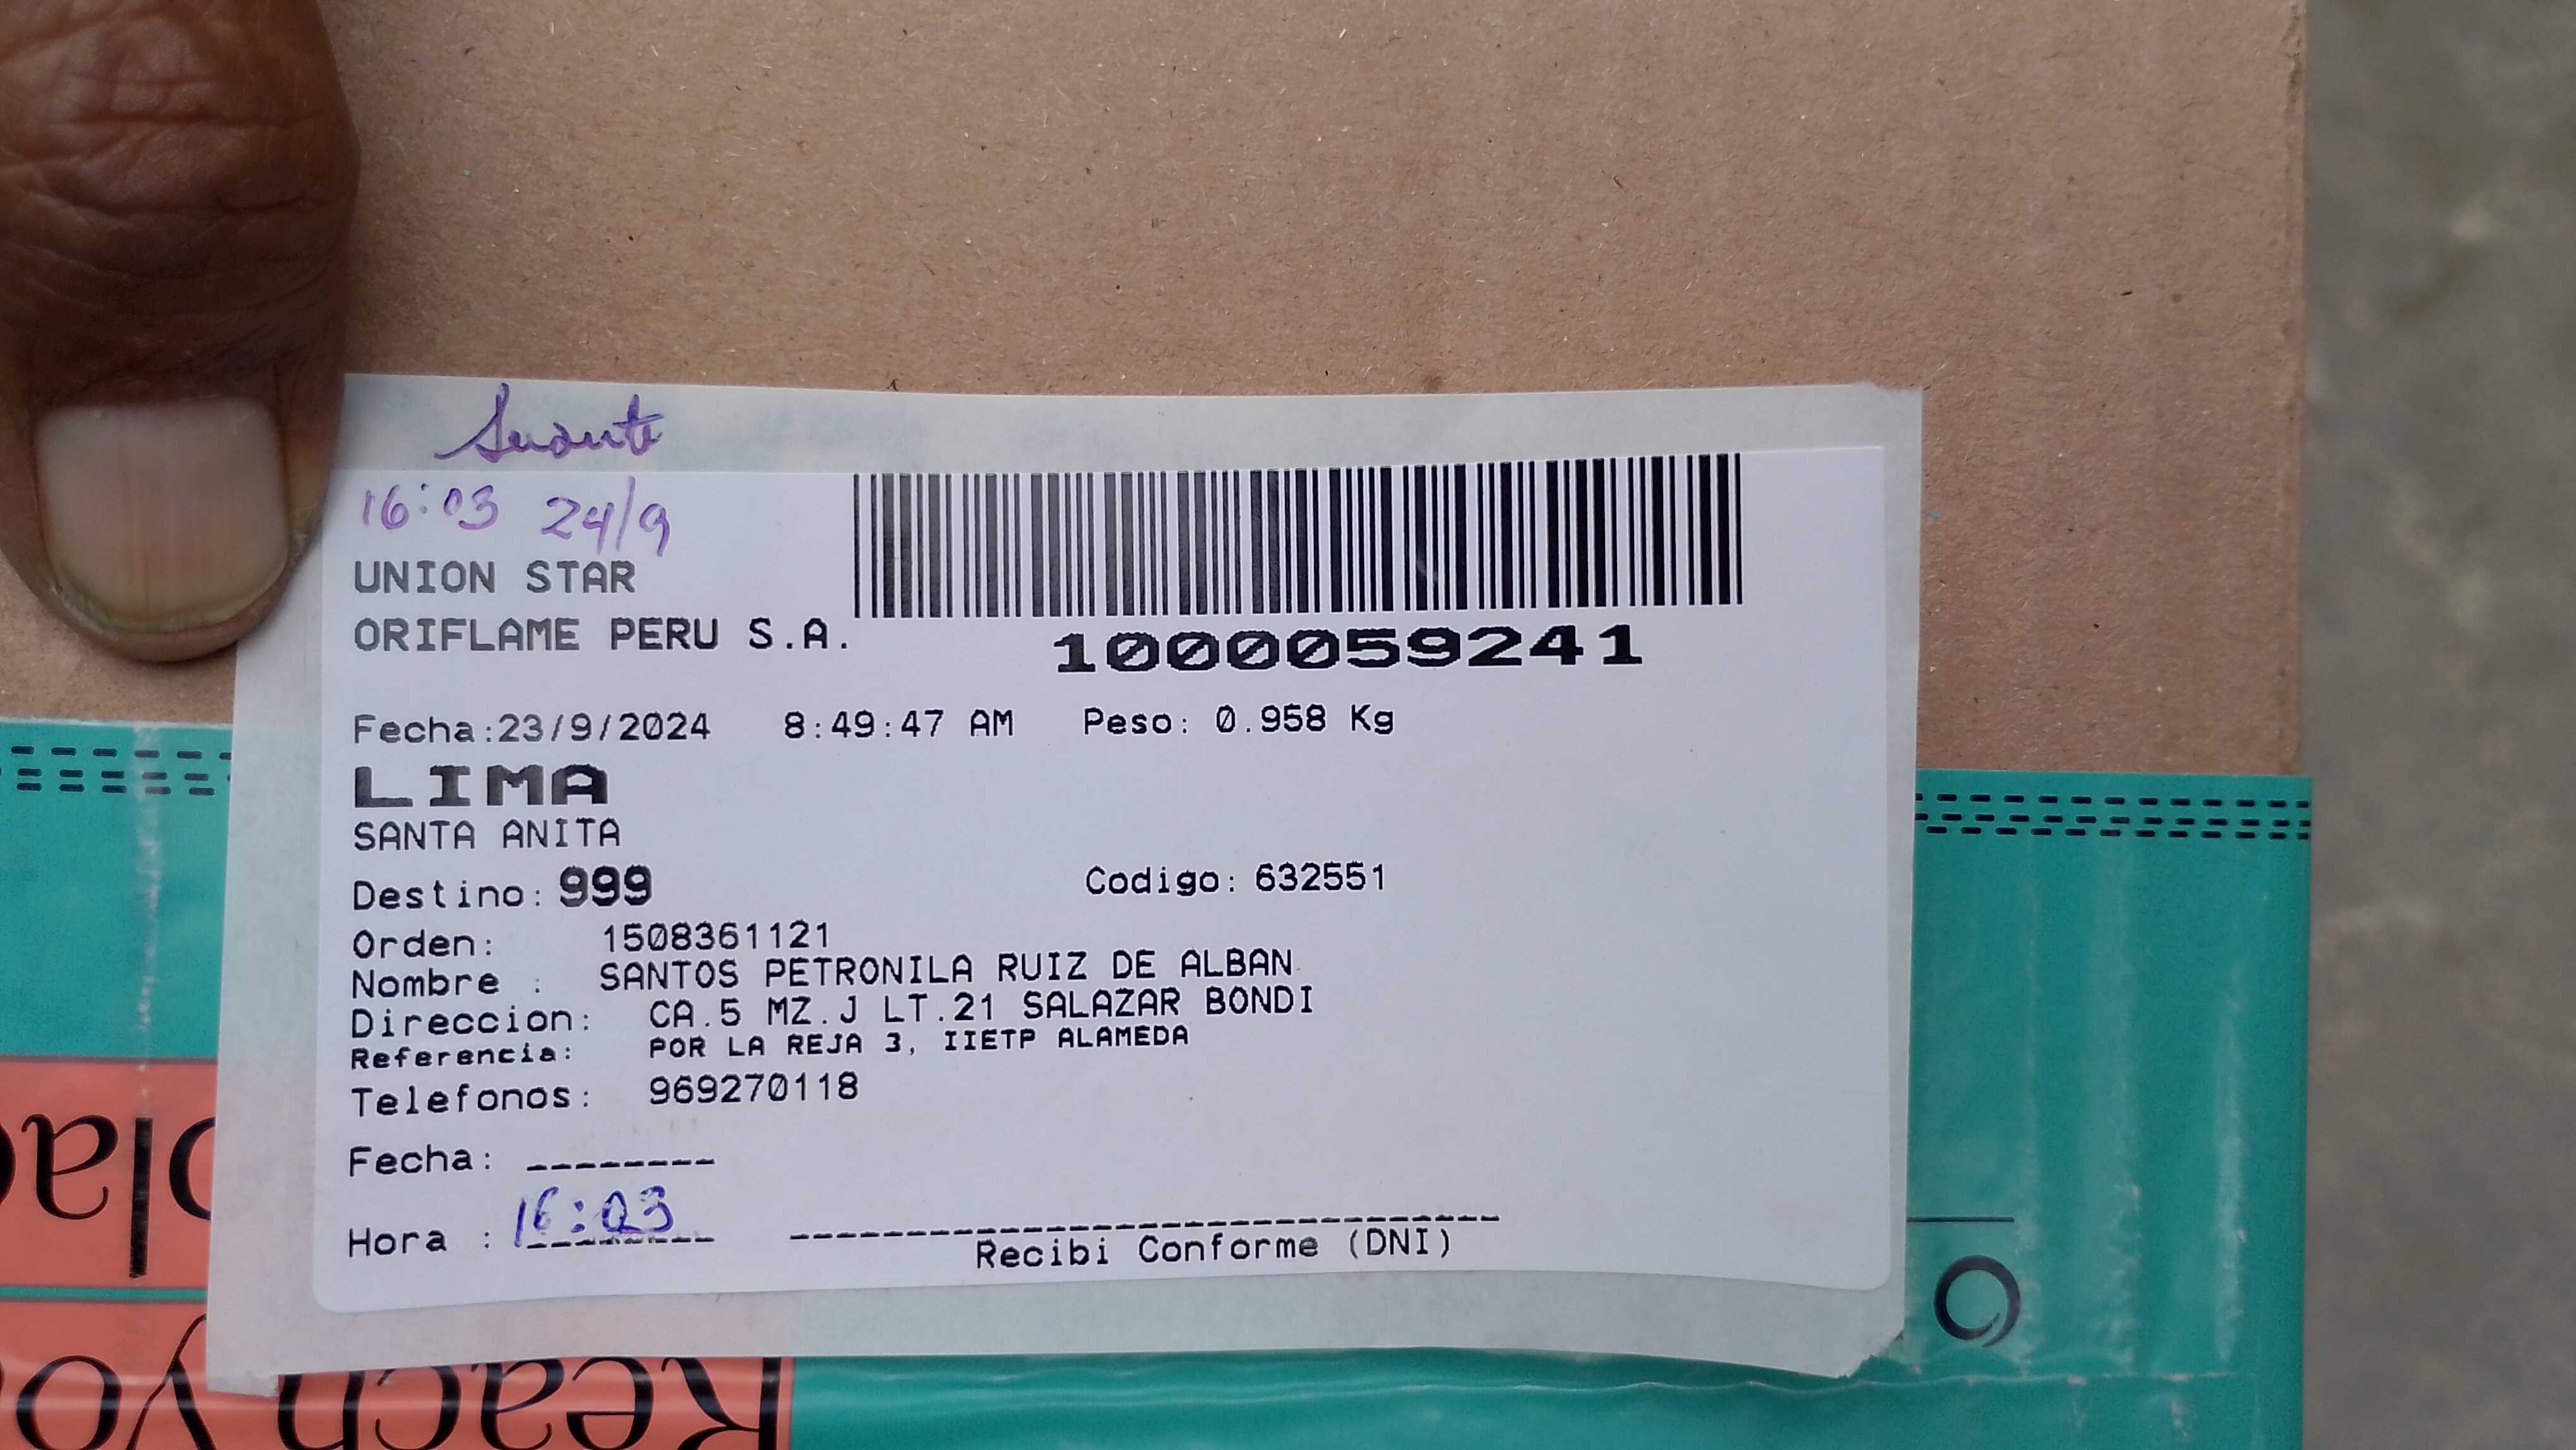 16:03 24/9
UNION STAR
ORIFLAME PERU S.A.
1000059241
Fecha:23/9/2024 8:49:47 AM Peso: 0.958 Kg
LIMA
SANTA ANITA
Destino: 999 Codigo: 632551
Orden: 1508361121
Nombre : SANTOS PETRONILA RUIZ DE ALBAN
Direccion: CA.5 MZ.J LT.21 SALAZAR BONDI
Referencia: POR LA REJA 3, IIETP ALAMEDA
Telefonos: 969270118
Fecha: --------
Hora : 16:03
Recibi Conforme (DNI)
Reach yo